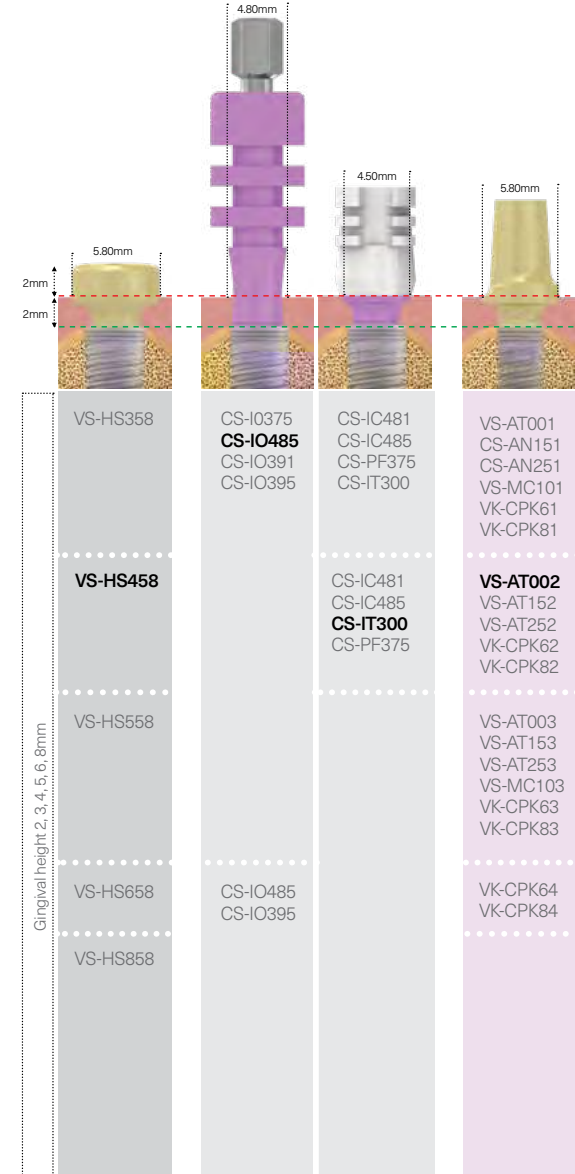 4.80mm
4.50mm
5.80mm
5.80mm
2mm
2mm
Gingival height 2, 3, 4, 5, 6, 8mm
VS-HS358
VS-HS458
VS-HS558
VS-HS658
VS-HS858
CS-I0375
CS-IO485
CS-IO391
CS-IO395
CS-IO485
CS-IO395
CS-IC481
CS-IC485
CS-PF375
CS-IT300
CS-IC481
CS-IC485
CS-IT300
CS-PF375
VS-AT001
CS-AN151
CS-AN251
VS-MC101
VK-CPK61
VK-CPK81
VS-AT002
VS-AT152
VS-AT252
VK-CPK62
VK-CPK82
VS-AT003
VS-AT153
VS-AT253
VS-MC103
VK-CPK63
VK-CPK83
VK-CPK64
VK-CPK84